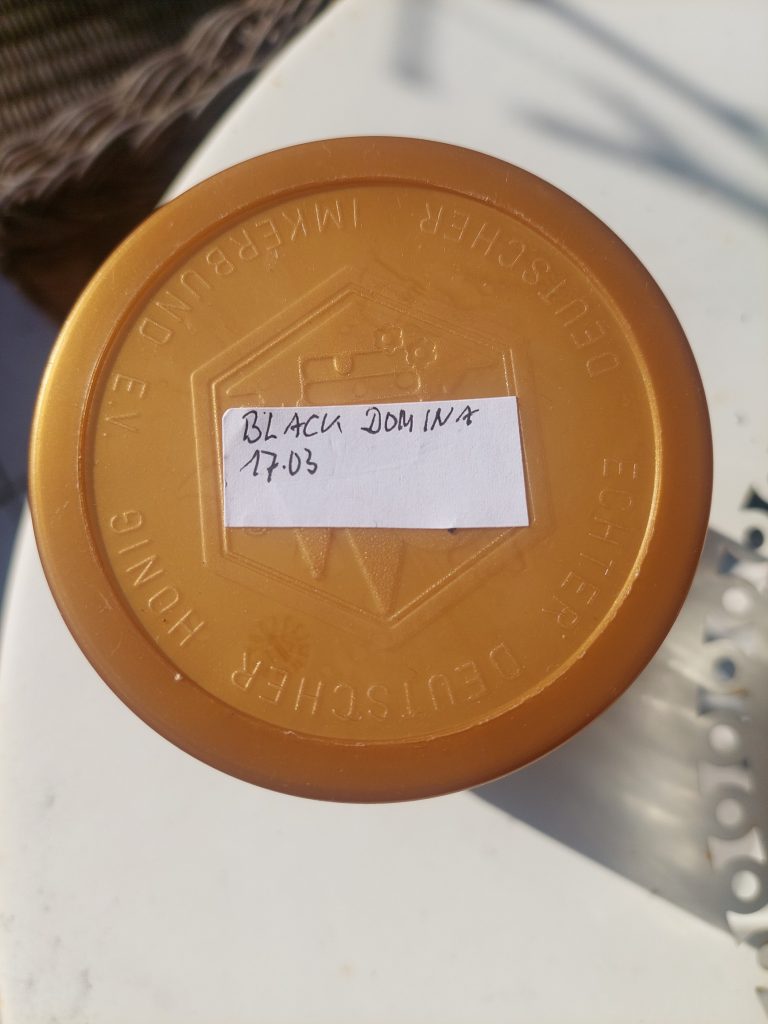 BLACK DOMINA
17.03
DEUTSCHER IMKERBUND E.V.
ECHTER DEUTSCHER HONIG